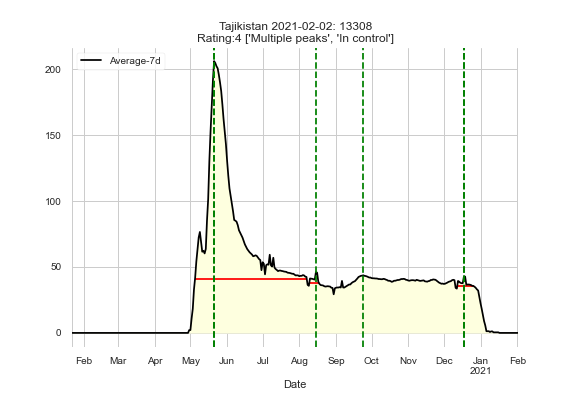 Tajikistan 2021-02-02: 13308
Rating:4 ['Multiple peaks', 'In control']
Average-7d
200
150
100
50
0
Feb Mar Apr May Jun Jul Aug Sep Oct Nov Dec Jan Feb
2021
Date